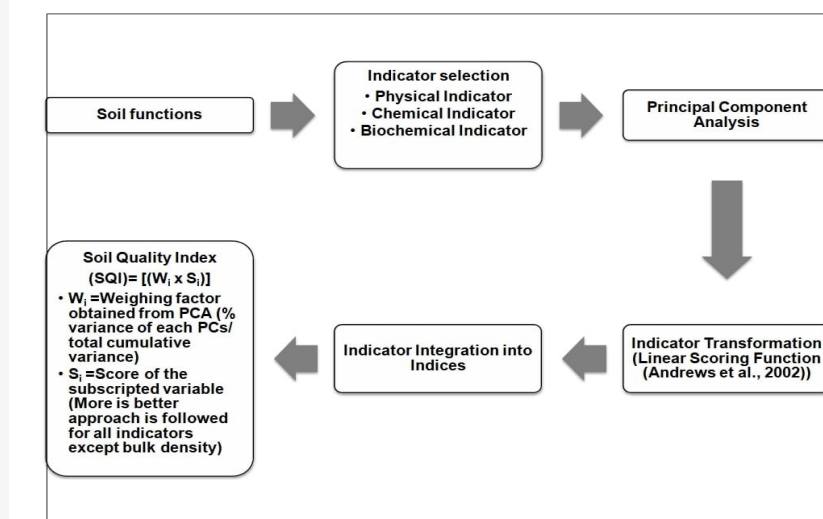 Soil functions
Indicator selection
• Physical Indicator
• Chemical Indicator
• Biochemical Indicator
Principal Component
Analysis
Indicator Transformation
(Linear Scoring Function
(Andrews et al., 2002))
Indicator Integration into
Indices
Soil Quality Index
(SQI)= [(Wᵢ x Sᵢ)]
• Wᵢ =Weighing factor
obtained from PCA (%
variance of each PCs/
total cumulative
variance)
• Sᵢ =Score of the
subscripted variable
(More is better
approach is followed
for all indicators
except bulk density)